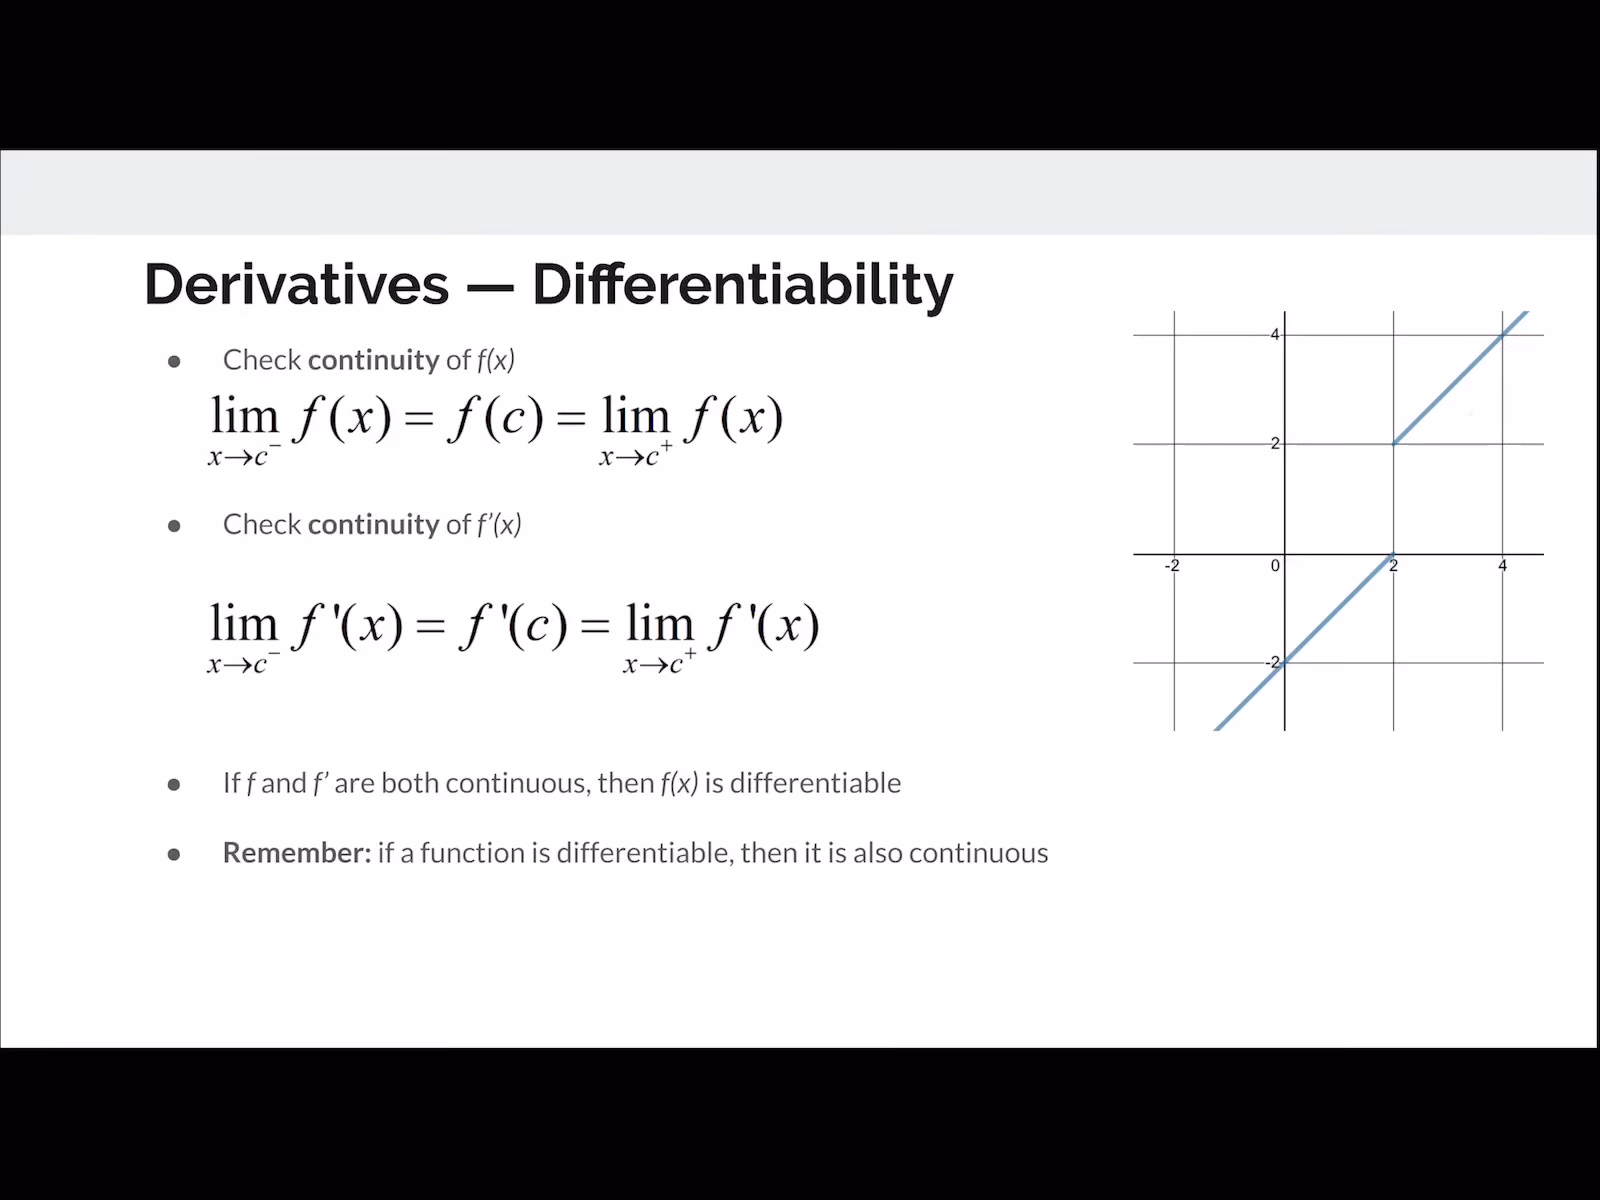 Derivatives — Differentiability
● Check continuity of f(x)
lim x→c⁻ f(x) = f(c) = lim x→c⁺ f(x)
● Check continuity of f’(x)
lim x→c⁻ f'(x) = f'(c) = lim x→c⁺ f'(x)
● If f and f’ are both continuous, then f(x) is differentiable
● Remember: if a function is differentiable, then it is also continuous
4
2
-2 0 2 4
-2